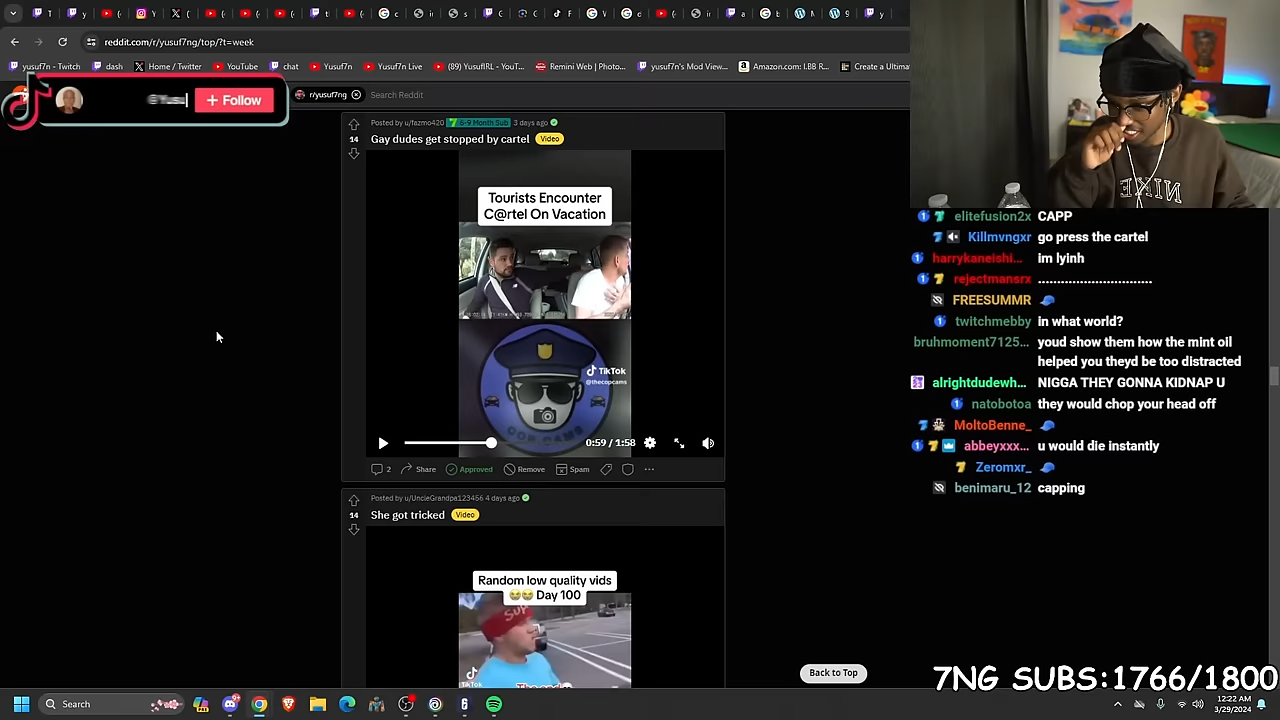 reddit.com/r/yusuf7ng/top/?t=week
yusuf7n - Twitch
dash
Home / Twitter
YouTube
chat
Yusuf7n
Yusuf7n Live
(89) YusufIRL - YouT...
Remini Web | Photo...
yusuf7n's Mod View...
Amazon.com: LBB R...
Create a Ultima
+ Follow
r/yusuf7ng
Search Reddit
Posted by u/fazmo420 6-9 Month Sub 3 days ago
14
Gay dudes get stopped by cartel Video
Tourists Encounter
C@rtel On Vacation
TikTok
@thecopcams
COP CAMS
0:59 / 1:58
2 Share Approved Remove Spam
Posted by u/UncleGrandpa123456 4 days ago
14
She got tricked Video
Random low quality vids
😭😭 Day 100
Sup
TikTok
The end
Back to Top
NIKE
elitefusion2x CAPP
Killmvngxr go press the cartel
harrykaneishi... im lyinh
rejectmansrx ..............................
FREESUMMR 🧢
twitchmebby in what world?
bruhmoment7125... youd show them how the mint oil
helped you theyd be too distracted
alrightdudewh... NIGGA THEY GONNA KIDNAP U
natobotoa they would chop your head off
MoltoBenne_ 🧢
abbeyxxx... u would die instantly
Zeromxr_ 🧢
benimaru_12 capping
7NG SUBS:1766/1800
Search
12:22 AM
3/29/2024